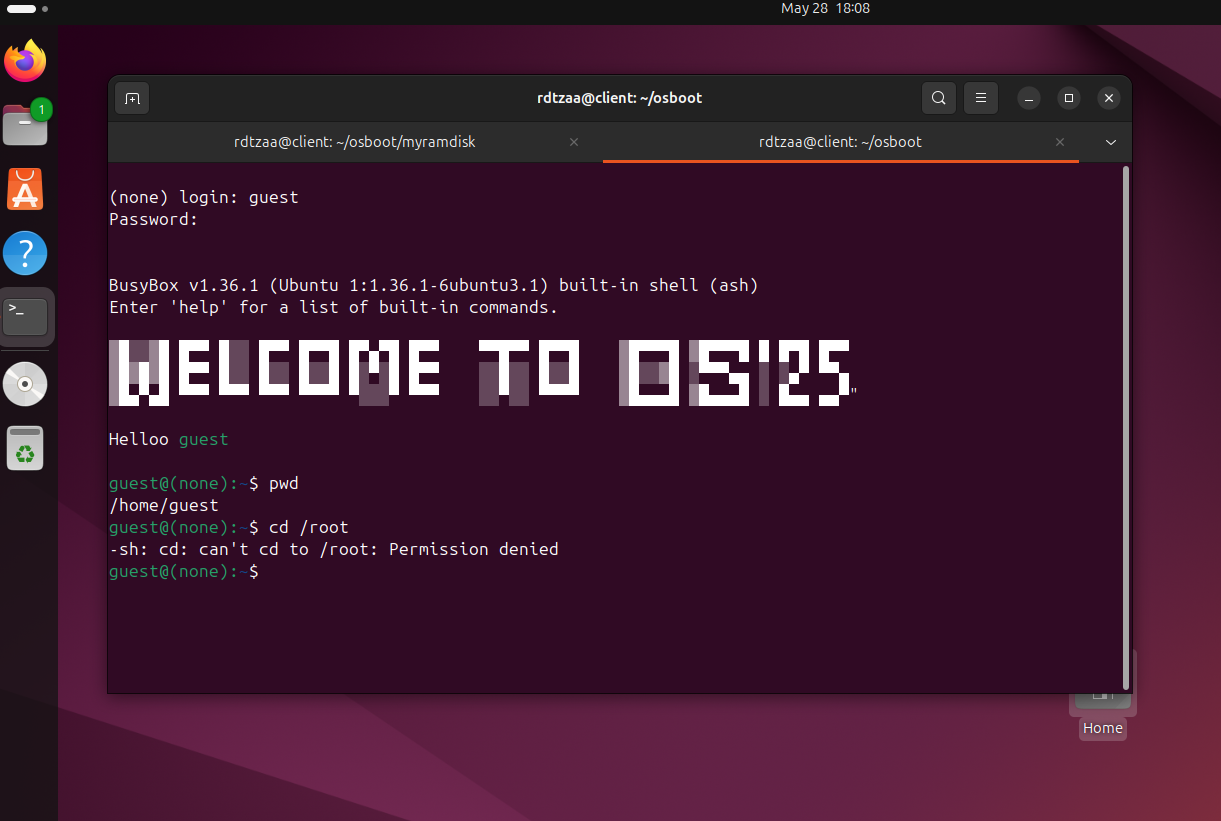 May 28 18:08
1
rdtzaa@client: ~/osboot
rdtzaa@client: ~/osboot/myramdisk
rdtzaa@client: ~/osboot
(none) login: guest
Password:
BusyBox v1.36.1 (Ubuntu 1:1.36.1-6ubuntu3.1) built-in shell (ash)
Enter 'help' for a list of built-in commands.
WELCOME TO OS'25"
Helloo guest
guest@(none):~$ pwd
/home/guest
guest@(none):~$ cd /root
-sh: cd: can't cd to /root: Permission denied
guest@(none):~$
Home